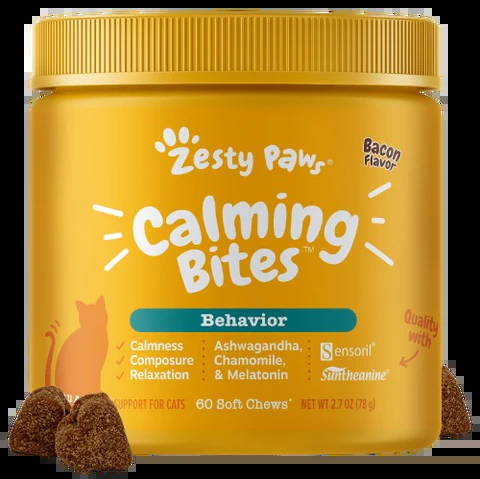 Zesty Paws®
Bacon
Flavor
Calming
Bites™
Behavior
✓ Calmness
✓ Composure
✓ Relaxation
Ashwagandha,
Chamomile,
& Melatonin
Sensoril®
Suntheanine®
Quality
with
SUPPORT FOR CATS
60 Soft Chews*
NET WT 2.7 OZ (78 g)